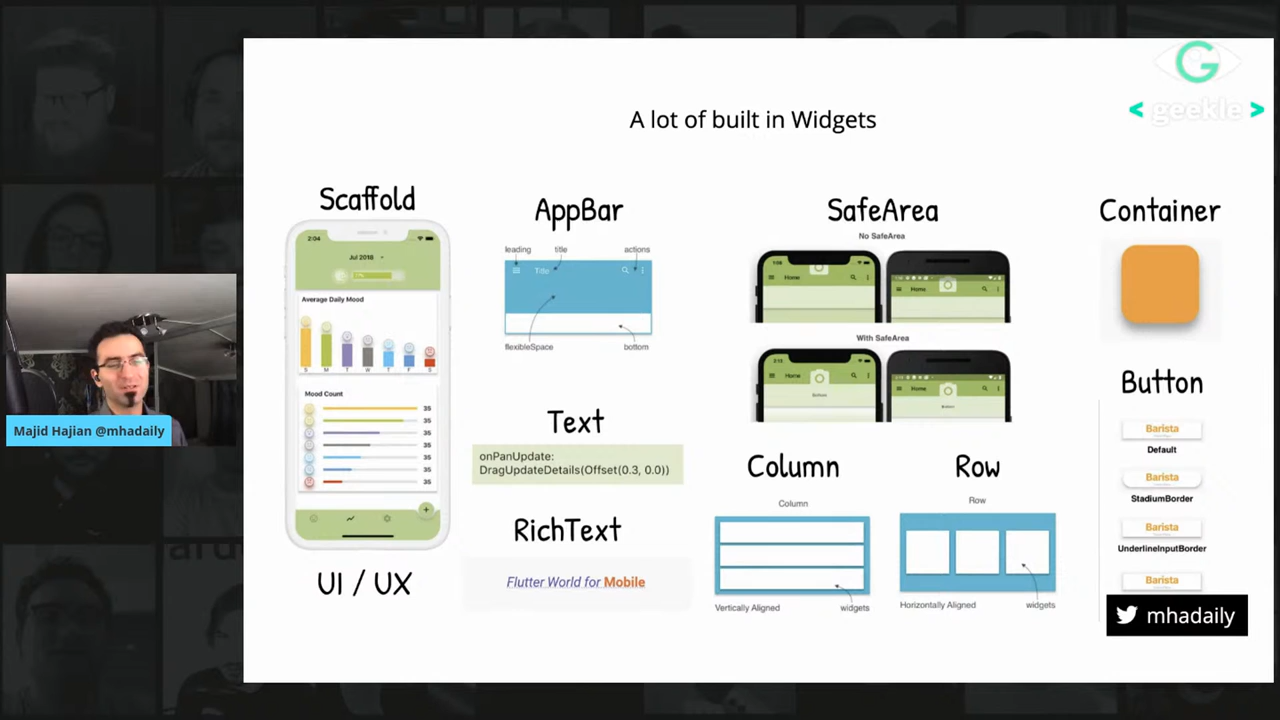 G
< geekle >
A lot of built in Widgets
Scaffold
2:04
Jul 2018
Average Daily Mood
S M T W T F S
Mood Count
35
35
35
35
35
35
35
UI / UX
AppBar
leading title actions
Title
flexibleSpace bottom
Text
onPanUpdate:
DragUpdateDetails(Offset(0.3, 0.0))
RichText
Flutter World for Mobile
SafeArea
No SafeArea
Home
Home
With SafeArea
Home
Home
Buttons
Column
Column
Vertically Aligned widgets
Row
Row
Horizontally Aligned widgets
Container
Button
Barista
Default
Barista
StadiumBorder
Barista
UnderlineInputBorder
Barista
mhadaily
Majid Hajian @mhadaily